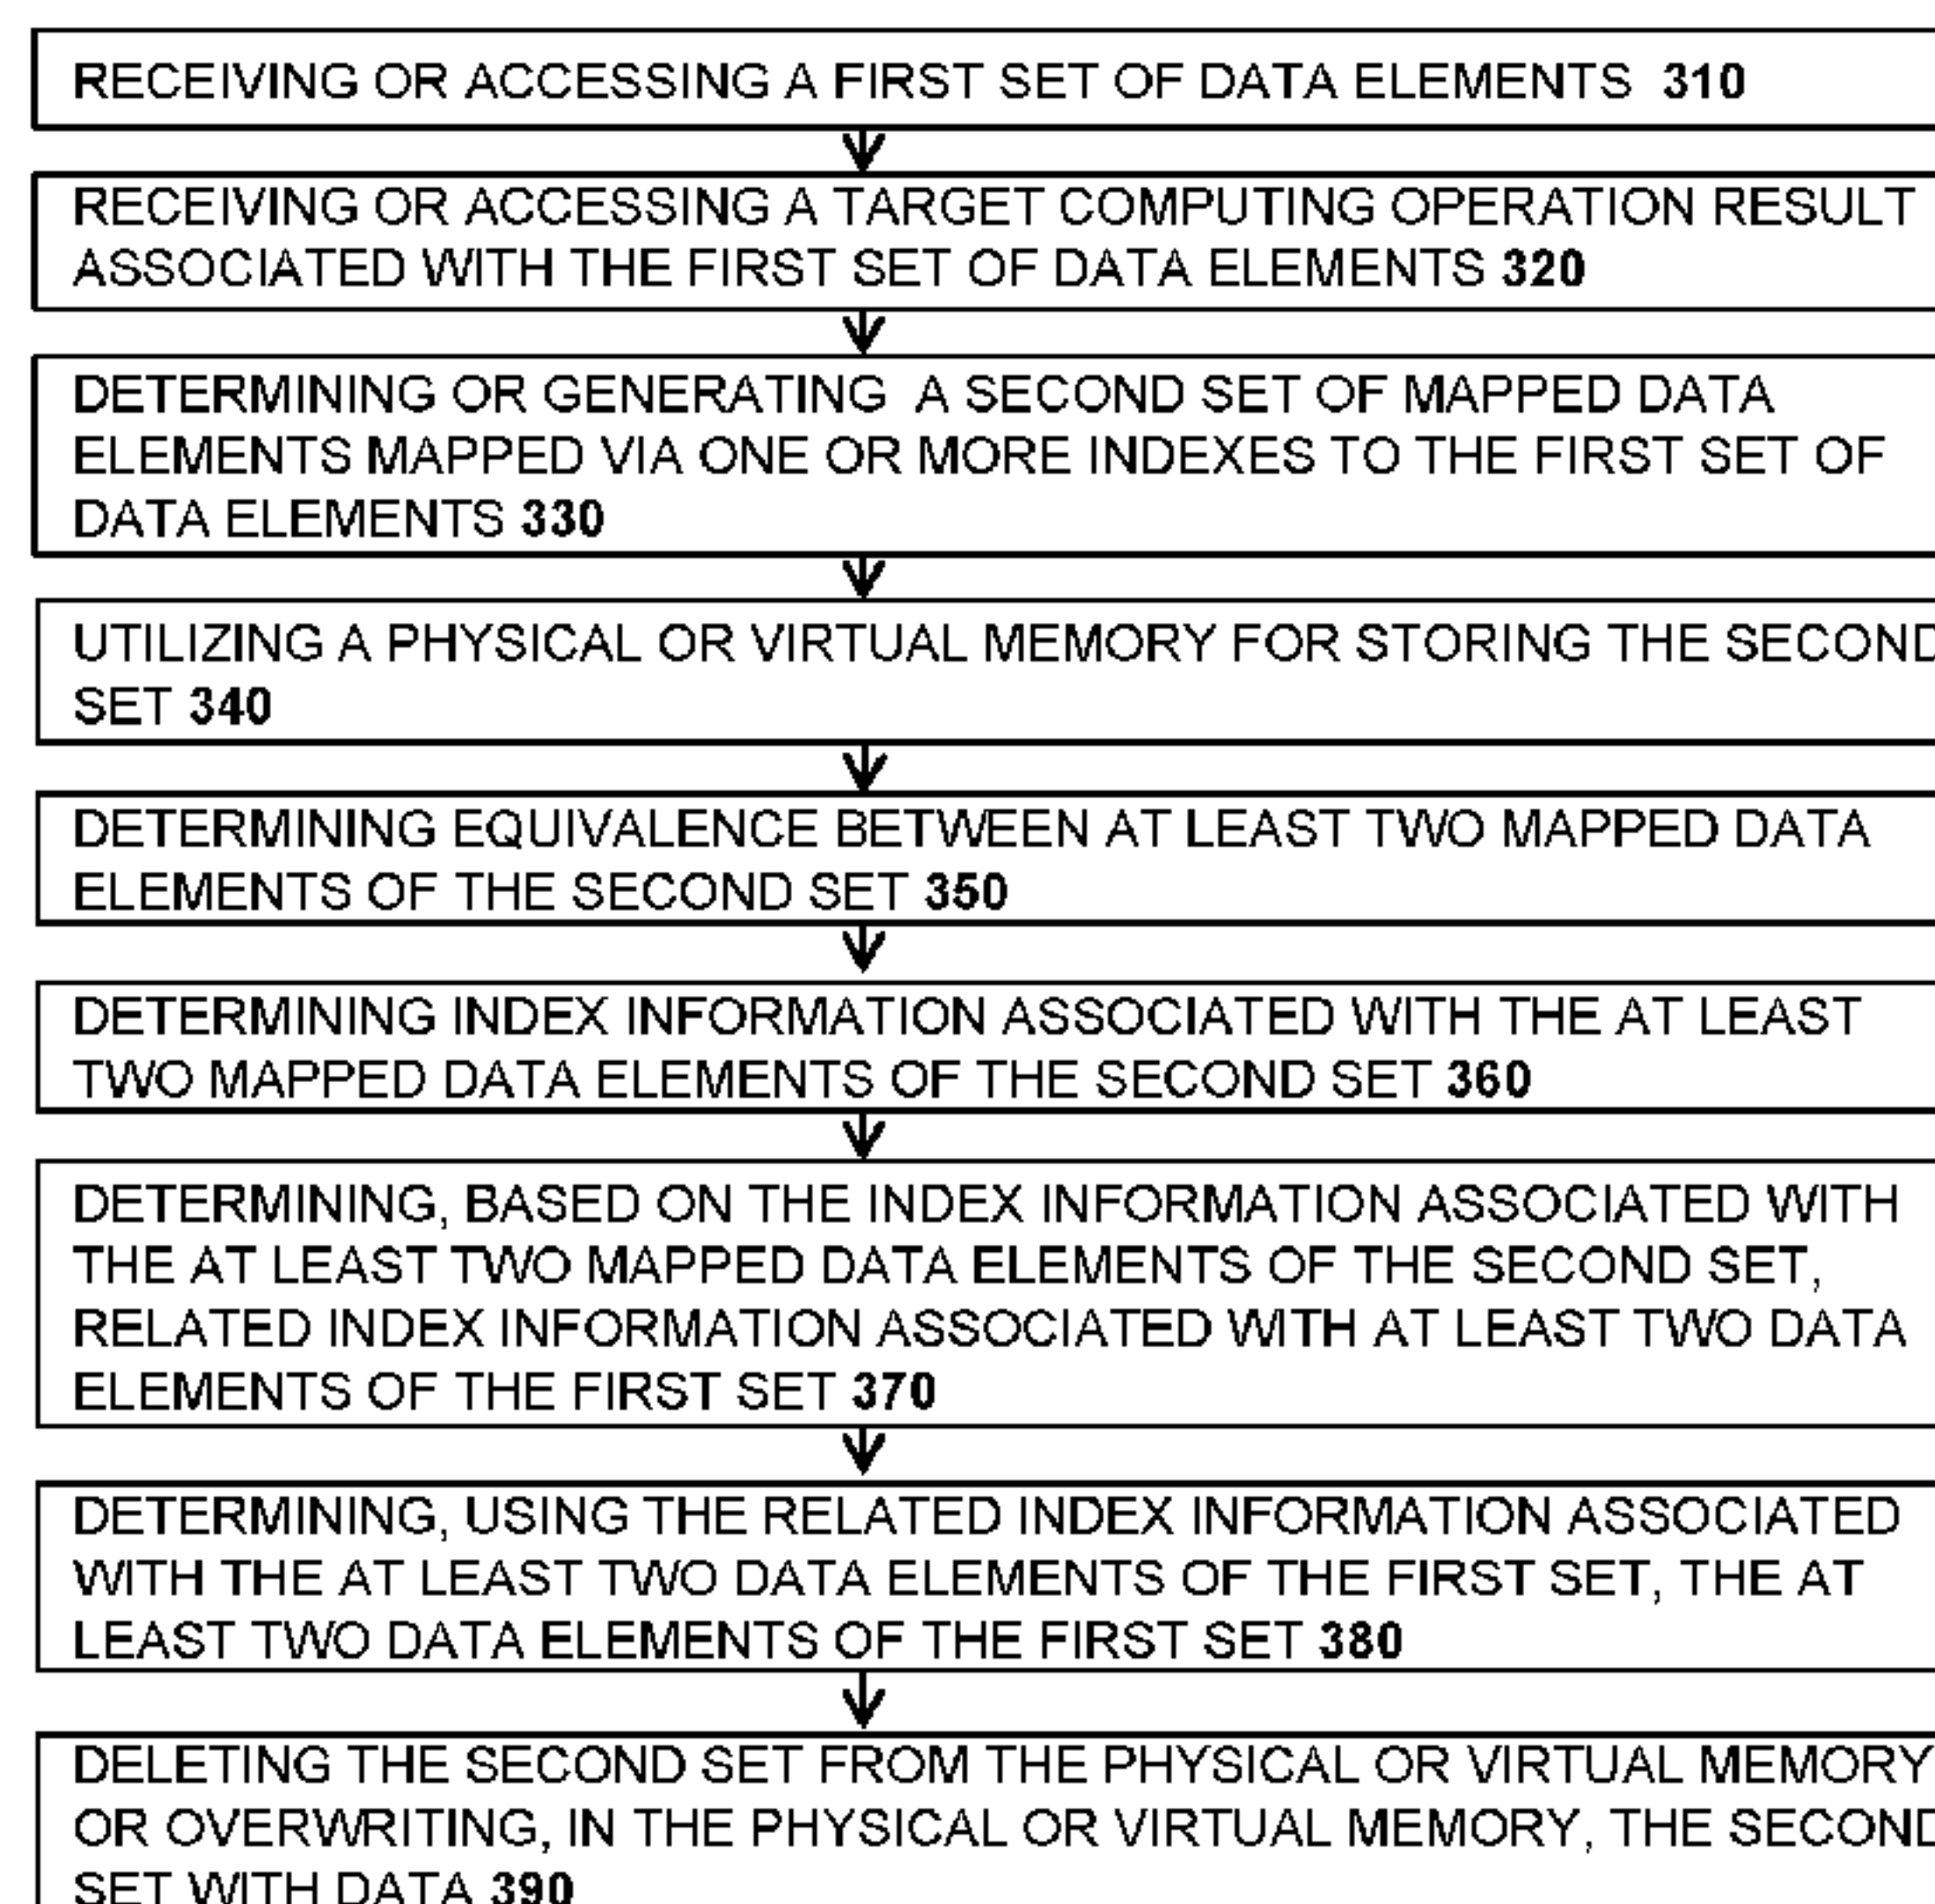 RECEIVING OR ACCESSING A FIRST SET OF DATA ELEMENTS 310
RECEIVING OR ACCESSING A TARGET COMPUTING OPERATION RESULT
ASSOCIATED WITH THE FIRST SET OF DATA ELEMENTS 320
DETERMINING OR GENERATING A SECOND SET OF MAPPED DATA
ELEMENTS MAPPED VIA ONE OR MORE INDEXES TO THE FIRST SET OF
DATA ELEMENTS 330
UTILIZING A PHYSICAL OR VIRTUAL MEMORY FOR STORING THE SECOND
SET 340
DETERMINING EQUIVALENCE BETWEEN AT LEAST TWO MAPPED DATA
ELEMENTS OF THE SECOND SET 350
DETERMINING INDEX INFORMATION ASSOCIATED WITH THE AT LEAST
TWO MAPPED DATA ELEMENTS OF THE SECOND SET 360
DETERMINING, BASED ON THE INDEX INFORMATION ASSOCIATED WITH
THE AT LEAST TWO MAPPED DATA ELEMENTS OF THE SECOND SET,
RELATED INDEX INFORMATION ASSOCIATED WITH AT LEAST TWO DATA
ELEMENTS OF THE FIRST SET 370
DETERMINING, USING THE RELATED INDEX INFORMATION ASSOCIATED
WITH THE AT LEAST TWO DATA ELEMENTS OF THE FIRST SET, THE AT
LEAST TWO DATA ELEMENTS OF THE FIRST SET 380
DELETING THE SECOND SET FROM THE PHYSICAL OR VIRTUAL MEMORY
OR OVERWRITING, IN THE PHYSICAL OR VIRTUAL MEMORY, THE SECOND
SET WITH DATA 390